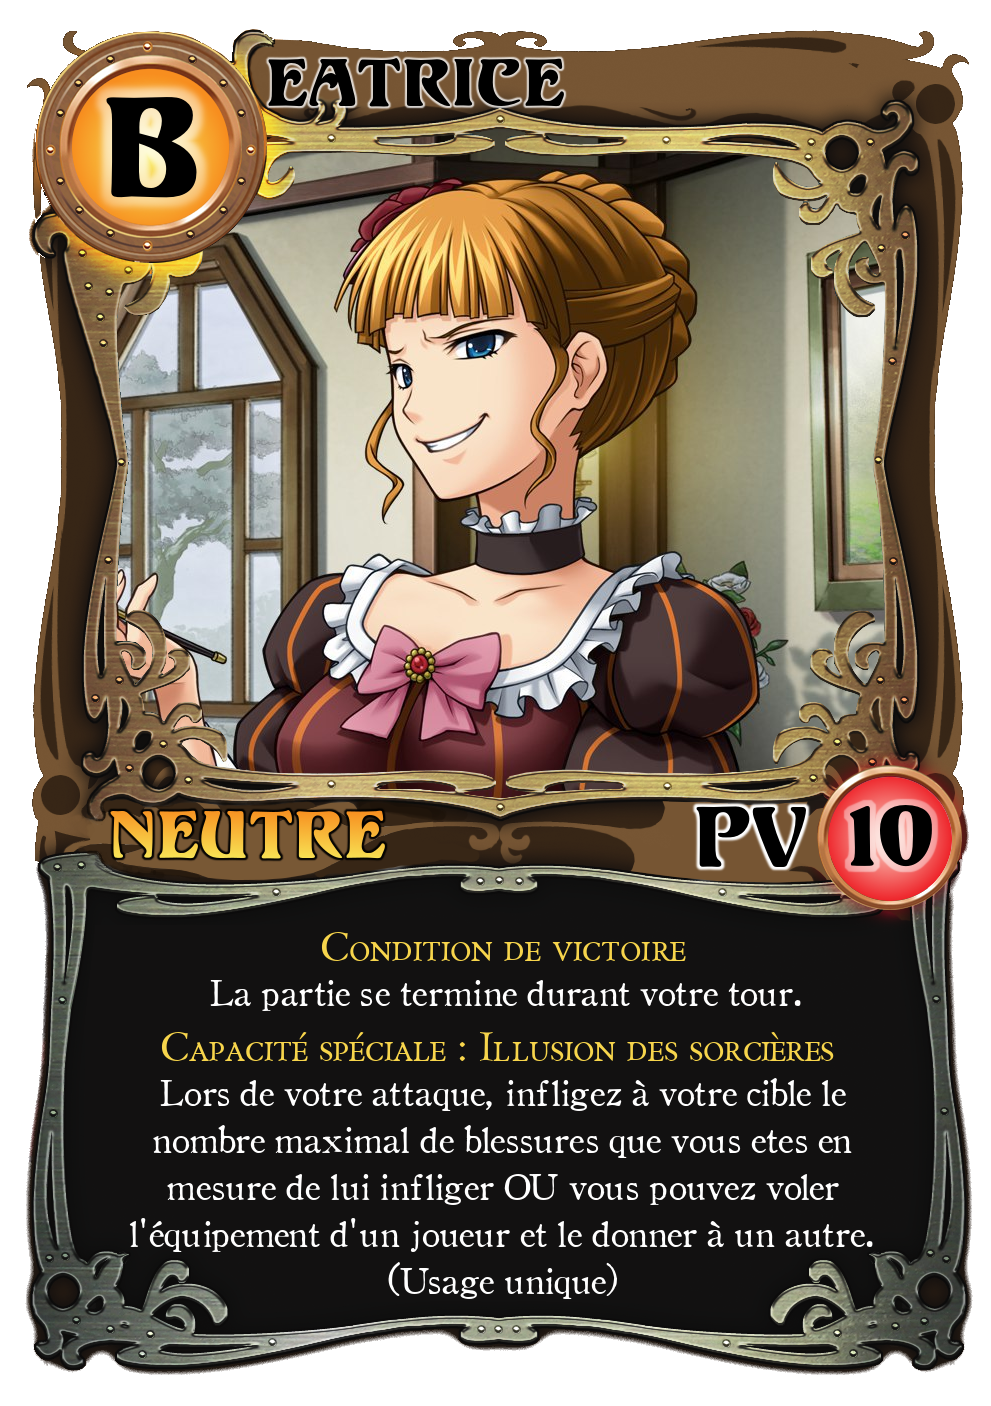 BEATRICE
NEUTRE
PV 10
Condition de victoire
La partie se termine durant votre tour.
Capacité spéciale : Illusion des sorcières
Lors de votre attaque, infligez à votre cible le
nombre maximal de blessures que vous etes en
mesure de lui infliger OU vous pouvez voler
l'équipement d'un joueur et le donner à un autre.
(Usage unique)